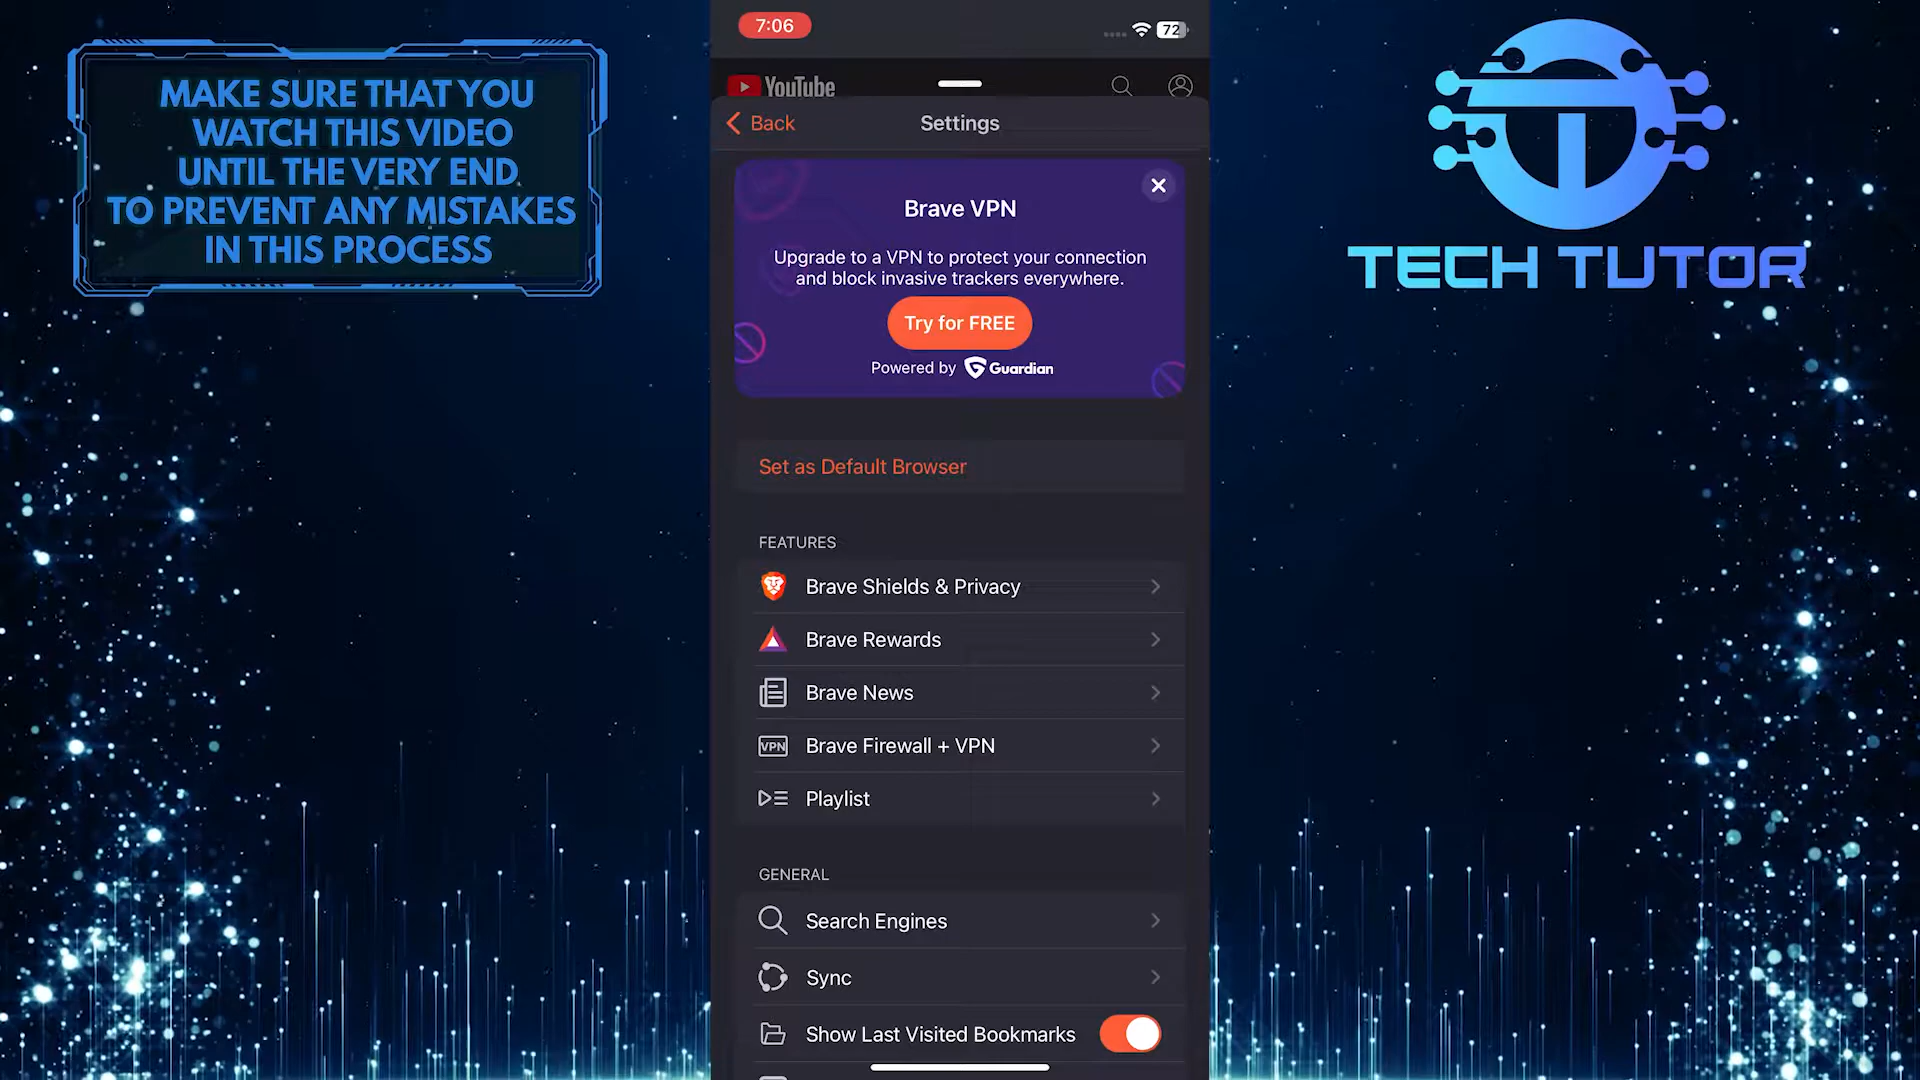 MAKE SURE THAT YOU
WATCH THIS VIDEO
UNTIL THE VERY END
TO PREVENT ANY MISTAKES
IN THIS PROCESS
7:06
72
YouTube
Back
Settings
Brave VPN
Upgrade to a VPN to protect your connection
and block invasive trackers everywhere.
Try for FREE
Powered by Guardian
Set as Default Browser
FEATURES
Brave Shields & Privacy
Brave Rewards
Brave News
VPN Brave Firewall + VPN
Playlist
GENERAL
Search Engines
Sync
Show Last Visited Bookmarks
TECH TUTOR